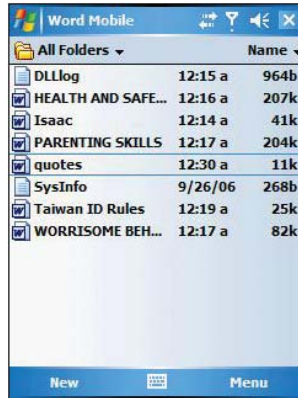 Word Mobile
All Folders Name
DLLlog 12:15 a 964b
HEALTH AND SAFE... 12:16 a 207k
Isaac 12:14 a 41k
PARENTING SKILLS 12:17 a 204k
quotes 12:30 a 11k
SysInfo 9/26/06 268b
Taiwan ID Rules 12:19 a 25k
WORRISOME BEH... 12:17 a 82k
New Menu